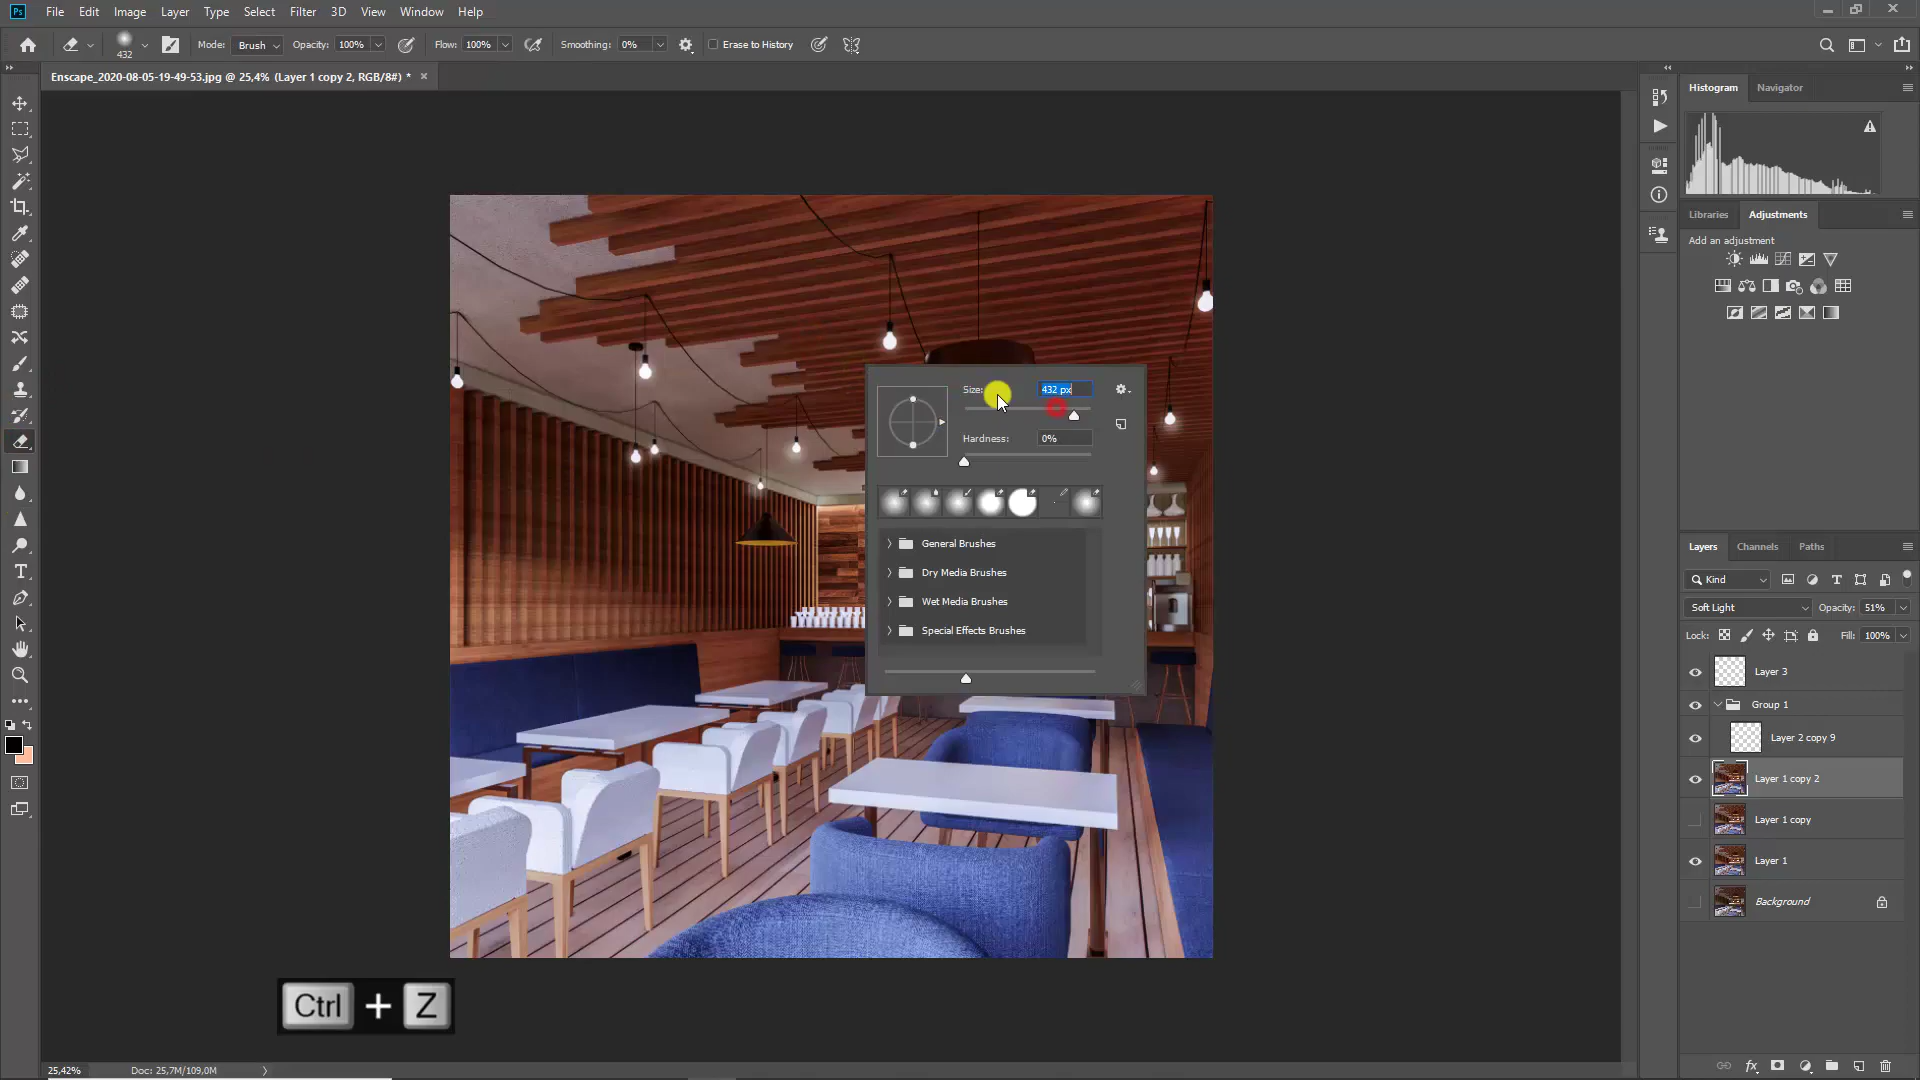 Ps File Edit Image Layer Type Select Filter 3D View Window Help
432 Mode: Brush Opacity: 100% Flow: 100% Smoothing: 0% Erase to History
Enscape_2020-08-05-19-49-53.jpg @ 25,4% (Layer 1 copy 2, RGB/8#) *
Histogram Navigator
Libraries Adjustments
Add an adjustment
Size: 432 px
Hardness: 0%
General Brushes
Dry Media Brushes
Wet Media Brushes
Special Effects Brushes
Layers Channels Paths
Kind
Soft Light Opacity: 51%
Lock: Fill: 100%
Layer 3
Group 1
Layer 2 copy 9
Layer 1 copy 2
Layer 1 copy
Layer 1
Background
Ctrl + Z
25,42% Doc: 25,7M/109,0M